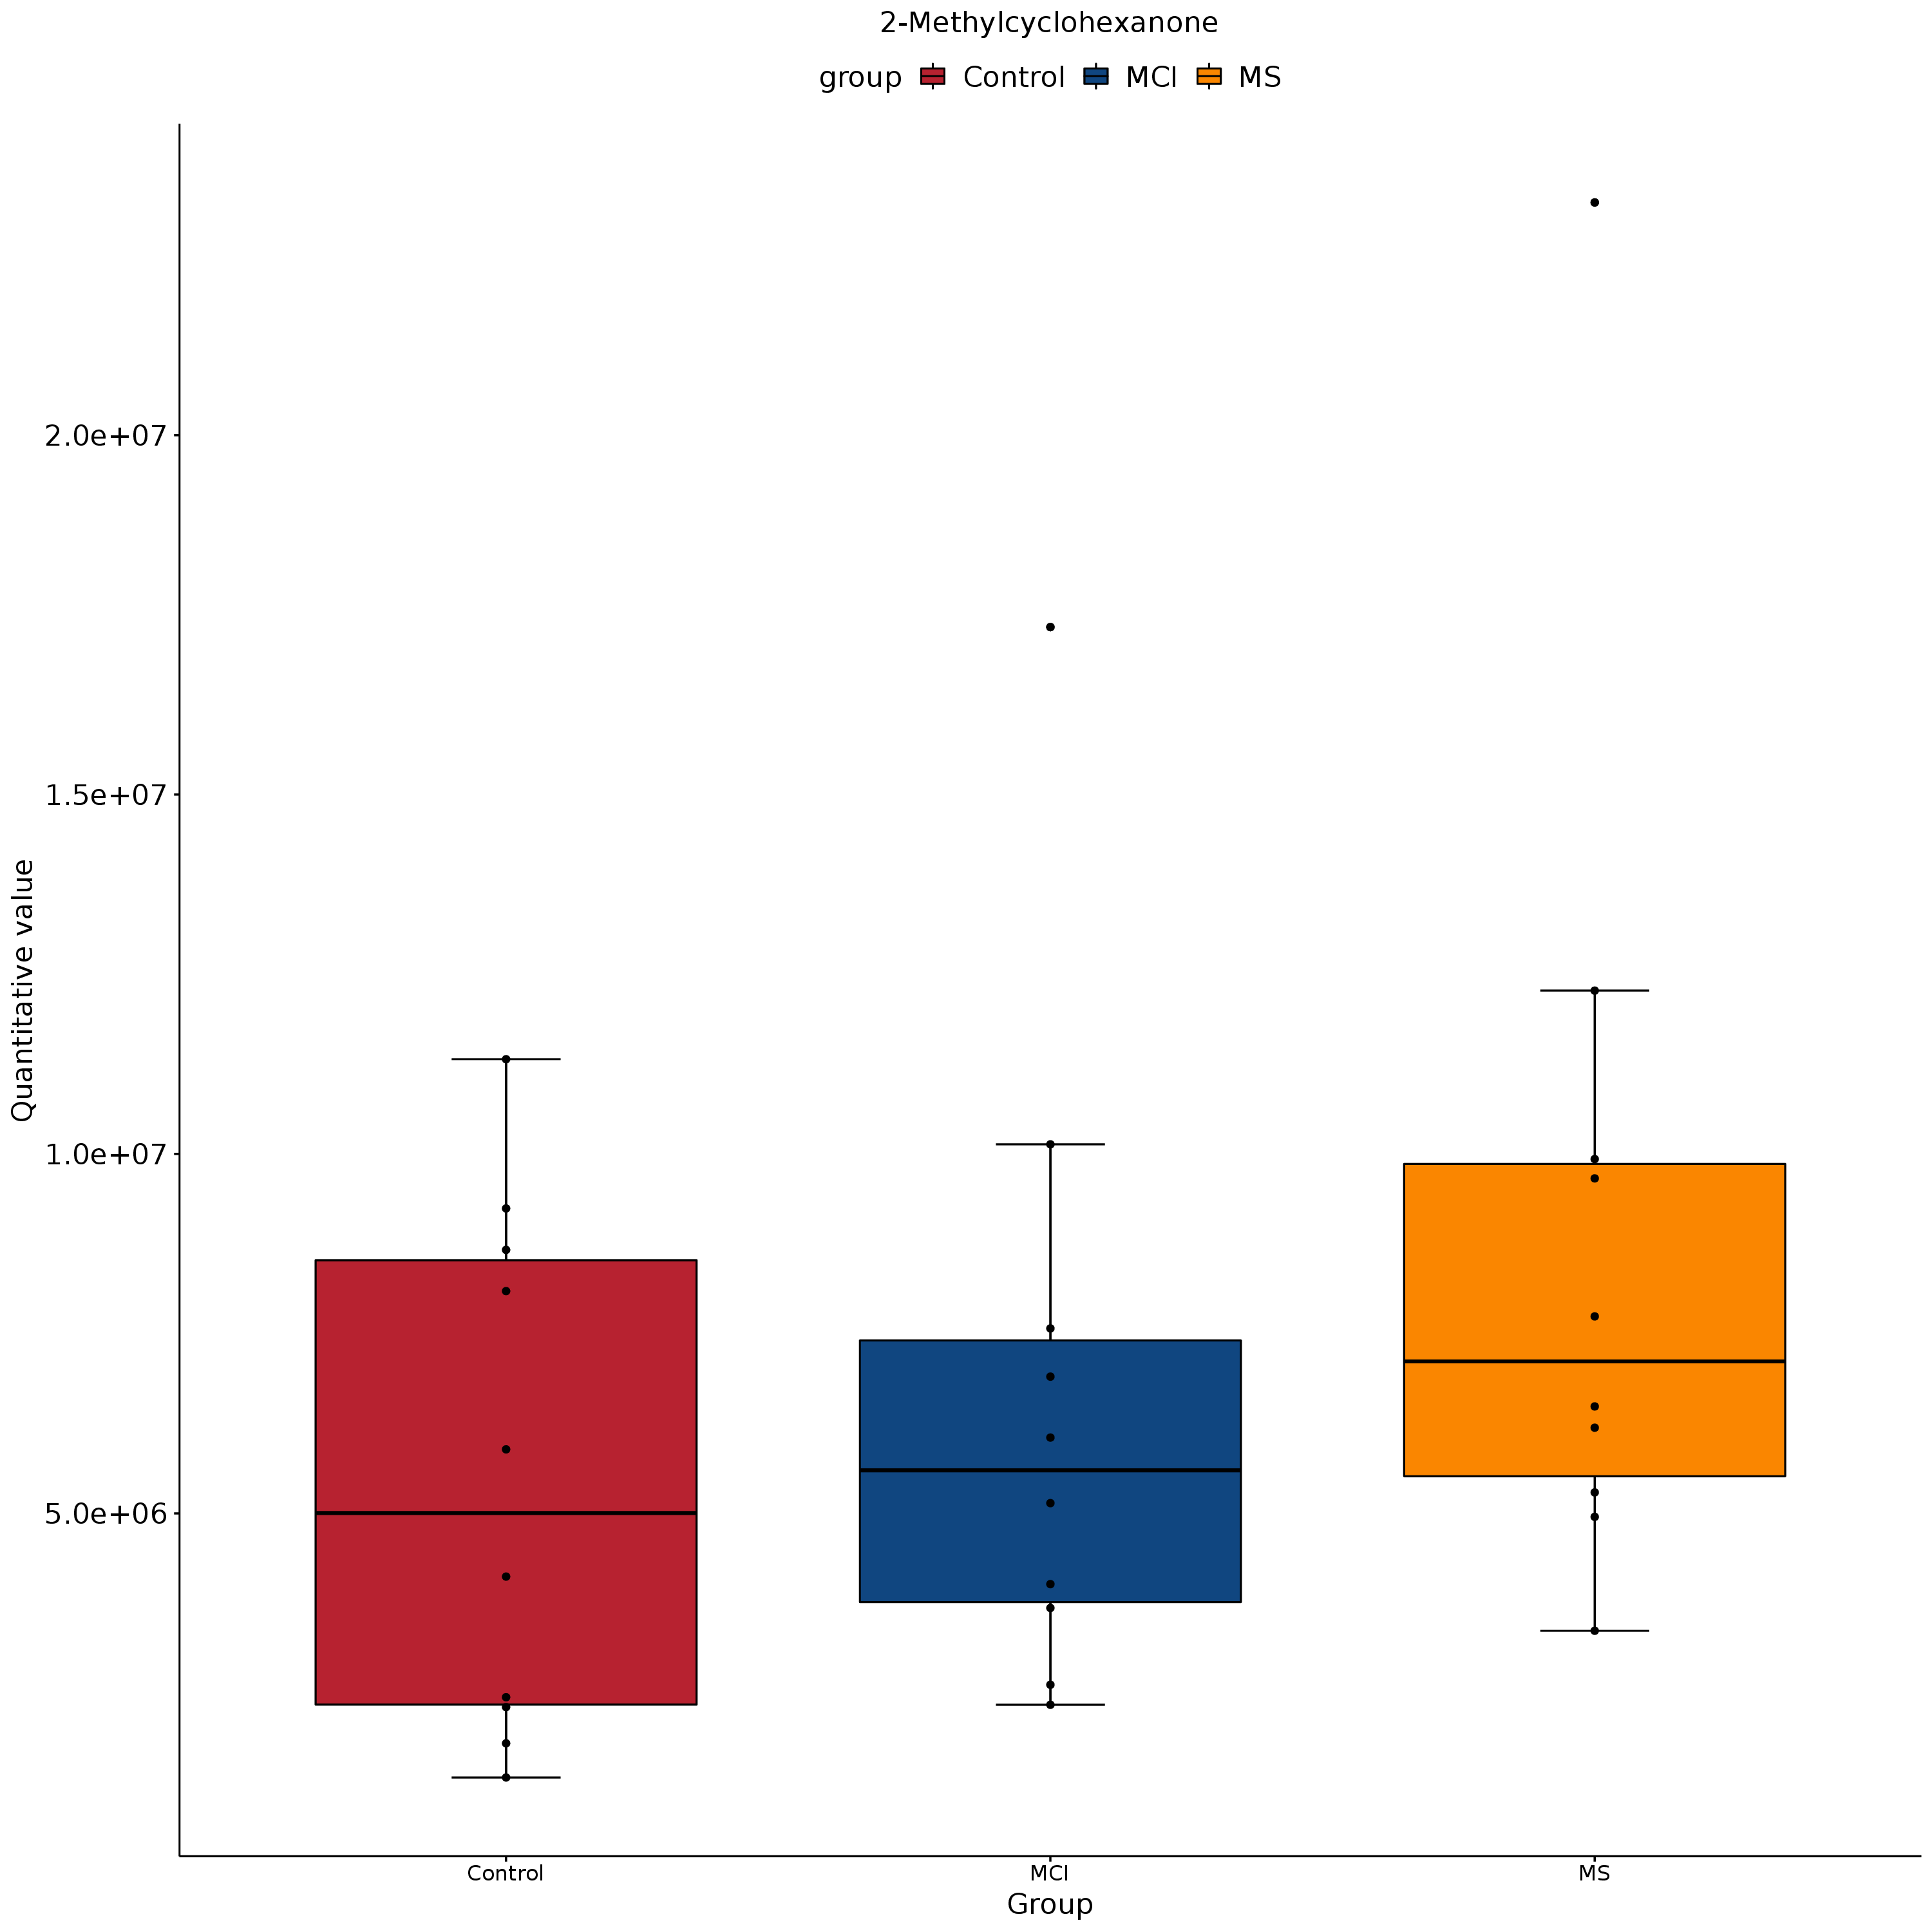 2-Methylcyclohexanone
group Control MCI MS
Quantitative value
2.0e+07
1.5e+07
1.0e+07
5.0e+06
Control MCI MS
Group